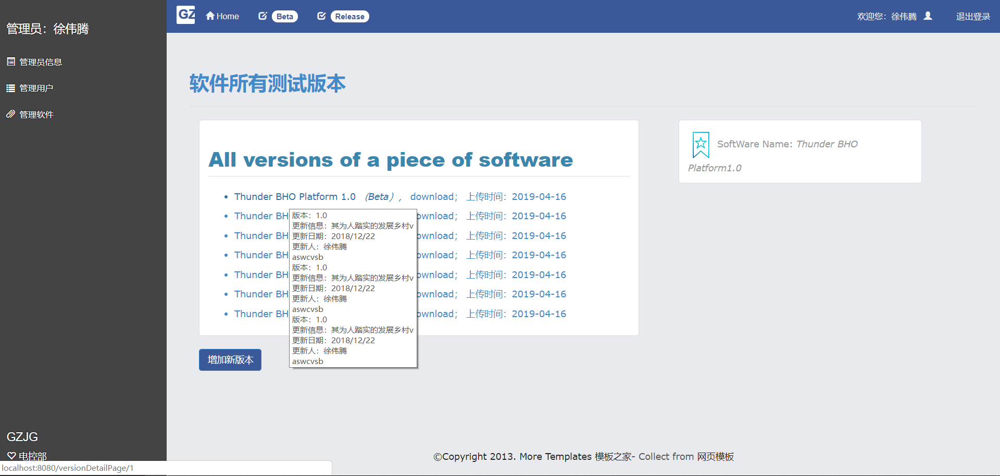 管理员：徐伟腾
管理员信息
管理用户
管理软件
GZJG
电控部
localhost:8080/versionDetailPage/1
GZ
Home
Beta
Release
欢迎您：徐伟腾
退出登录
软件所有测试版本
All versions of a piece of software
Thunder BHO Platform 1.0 （Beta）， download； 上传时间：2019-04-16
Thunder BH ownload； 上传时间：2019-04-16
Thunder BH ownload； 上传时间：2019-04-16
Thunder BH ownload； 上传时间：2019-04-16
Thunder BH ownload； 上传时间：2019-04-16
Thunder BH ownload； 上传时间：2019-04-16
Thunder BH ownload； 上传时间：2019-04-16
版本：1.0
更新信息：其为人踏实的发展乡村v
更新日期：2018/12/22
更新人：徐伟腾
aswcvsb
版本：1.0
更新信息：其为人踏实的发展乡村v
更新日期：2018/12/22
更新人：徐伟腾
aswcvsb
版本：1.0
更新信息：其为人踏实的发展乡村v
更新日期：2018/12/22
更新人：徐伟腾
aswcvsb
增加新版本
SoftWare Name: Thunder BHO
Platform1.0
©Copyright 2013. More Templates 模板之家- Collect from 网页模板